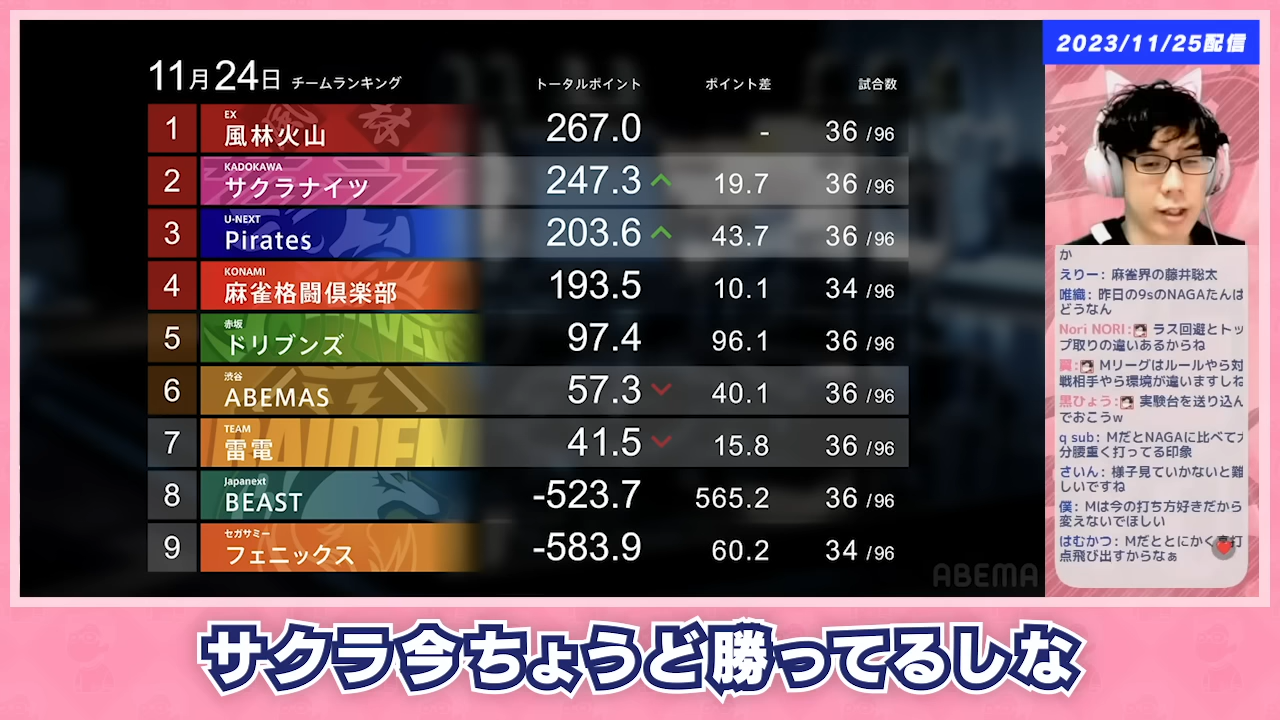 11月24日 チームランキング トータルポイント ポイント差 試合数
1 EX 風林火山 267.0 - 36 /96
2 KADOKAWA サクラナイツ 247.3 19.7 36 /96
3 U-NEXT Pirates 203.6 43.7 36 /96
4 KONAMI 麻雀格闘倶楽部 193.5 10.1 34 /96
5 赤坂 ドリブンズ 97.4 96.1 36 /96
6 渋谷 ABEMAS 57.3 40.1 36 /96
7 TEAM 雷電 41.5 15.8 36 /96
8 Japanext BEAST -523.7 565.2 36 /96
9 セガサミー フェニックス -583.9 60.2 34 /96
ABEMA
2023/11/25配信
か
えりー: 麻雀界の藤井聡太
唯織: 昨日の9sのNAGAたんは
どうなん
Nori NORI: ラス回避とトッ
プ取りの違いあるからね
Mリーグはルールやら対
戦相手やら環境が違いますしね
黒ひょう: 実験台を送り込ん
でおこうw
q sub: MだとNAGAに比べて
分腰重く打ってる印象
さいん: 様子見ていかないと難
しいですね
僕: Mは今の打ち方好きだから
変えないでほしい
はむかつ: Mだととにかく 打
点飛び出すからなぁ
サクラ今ちょうど勝ってるしな